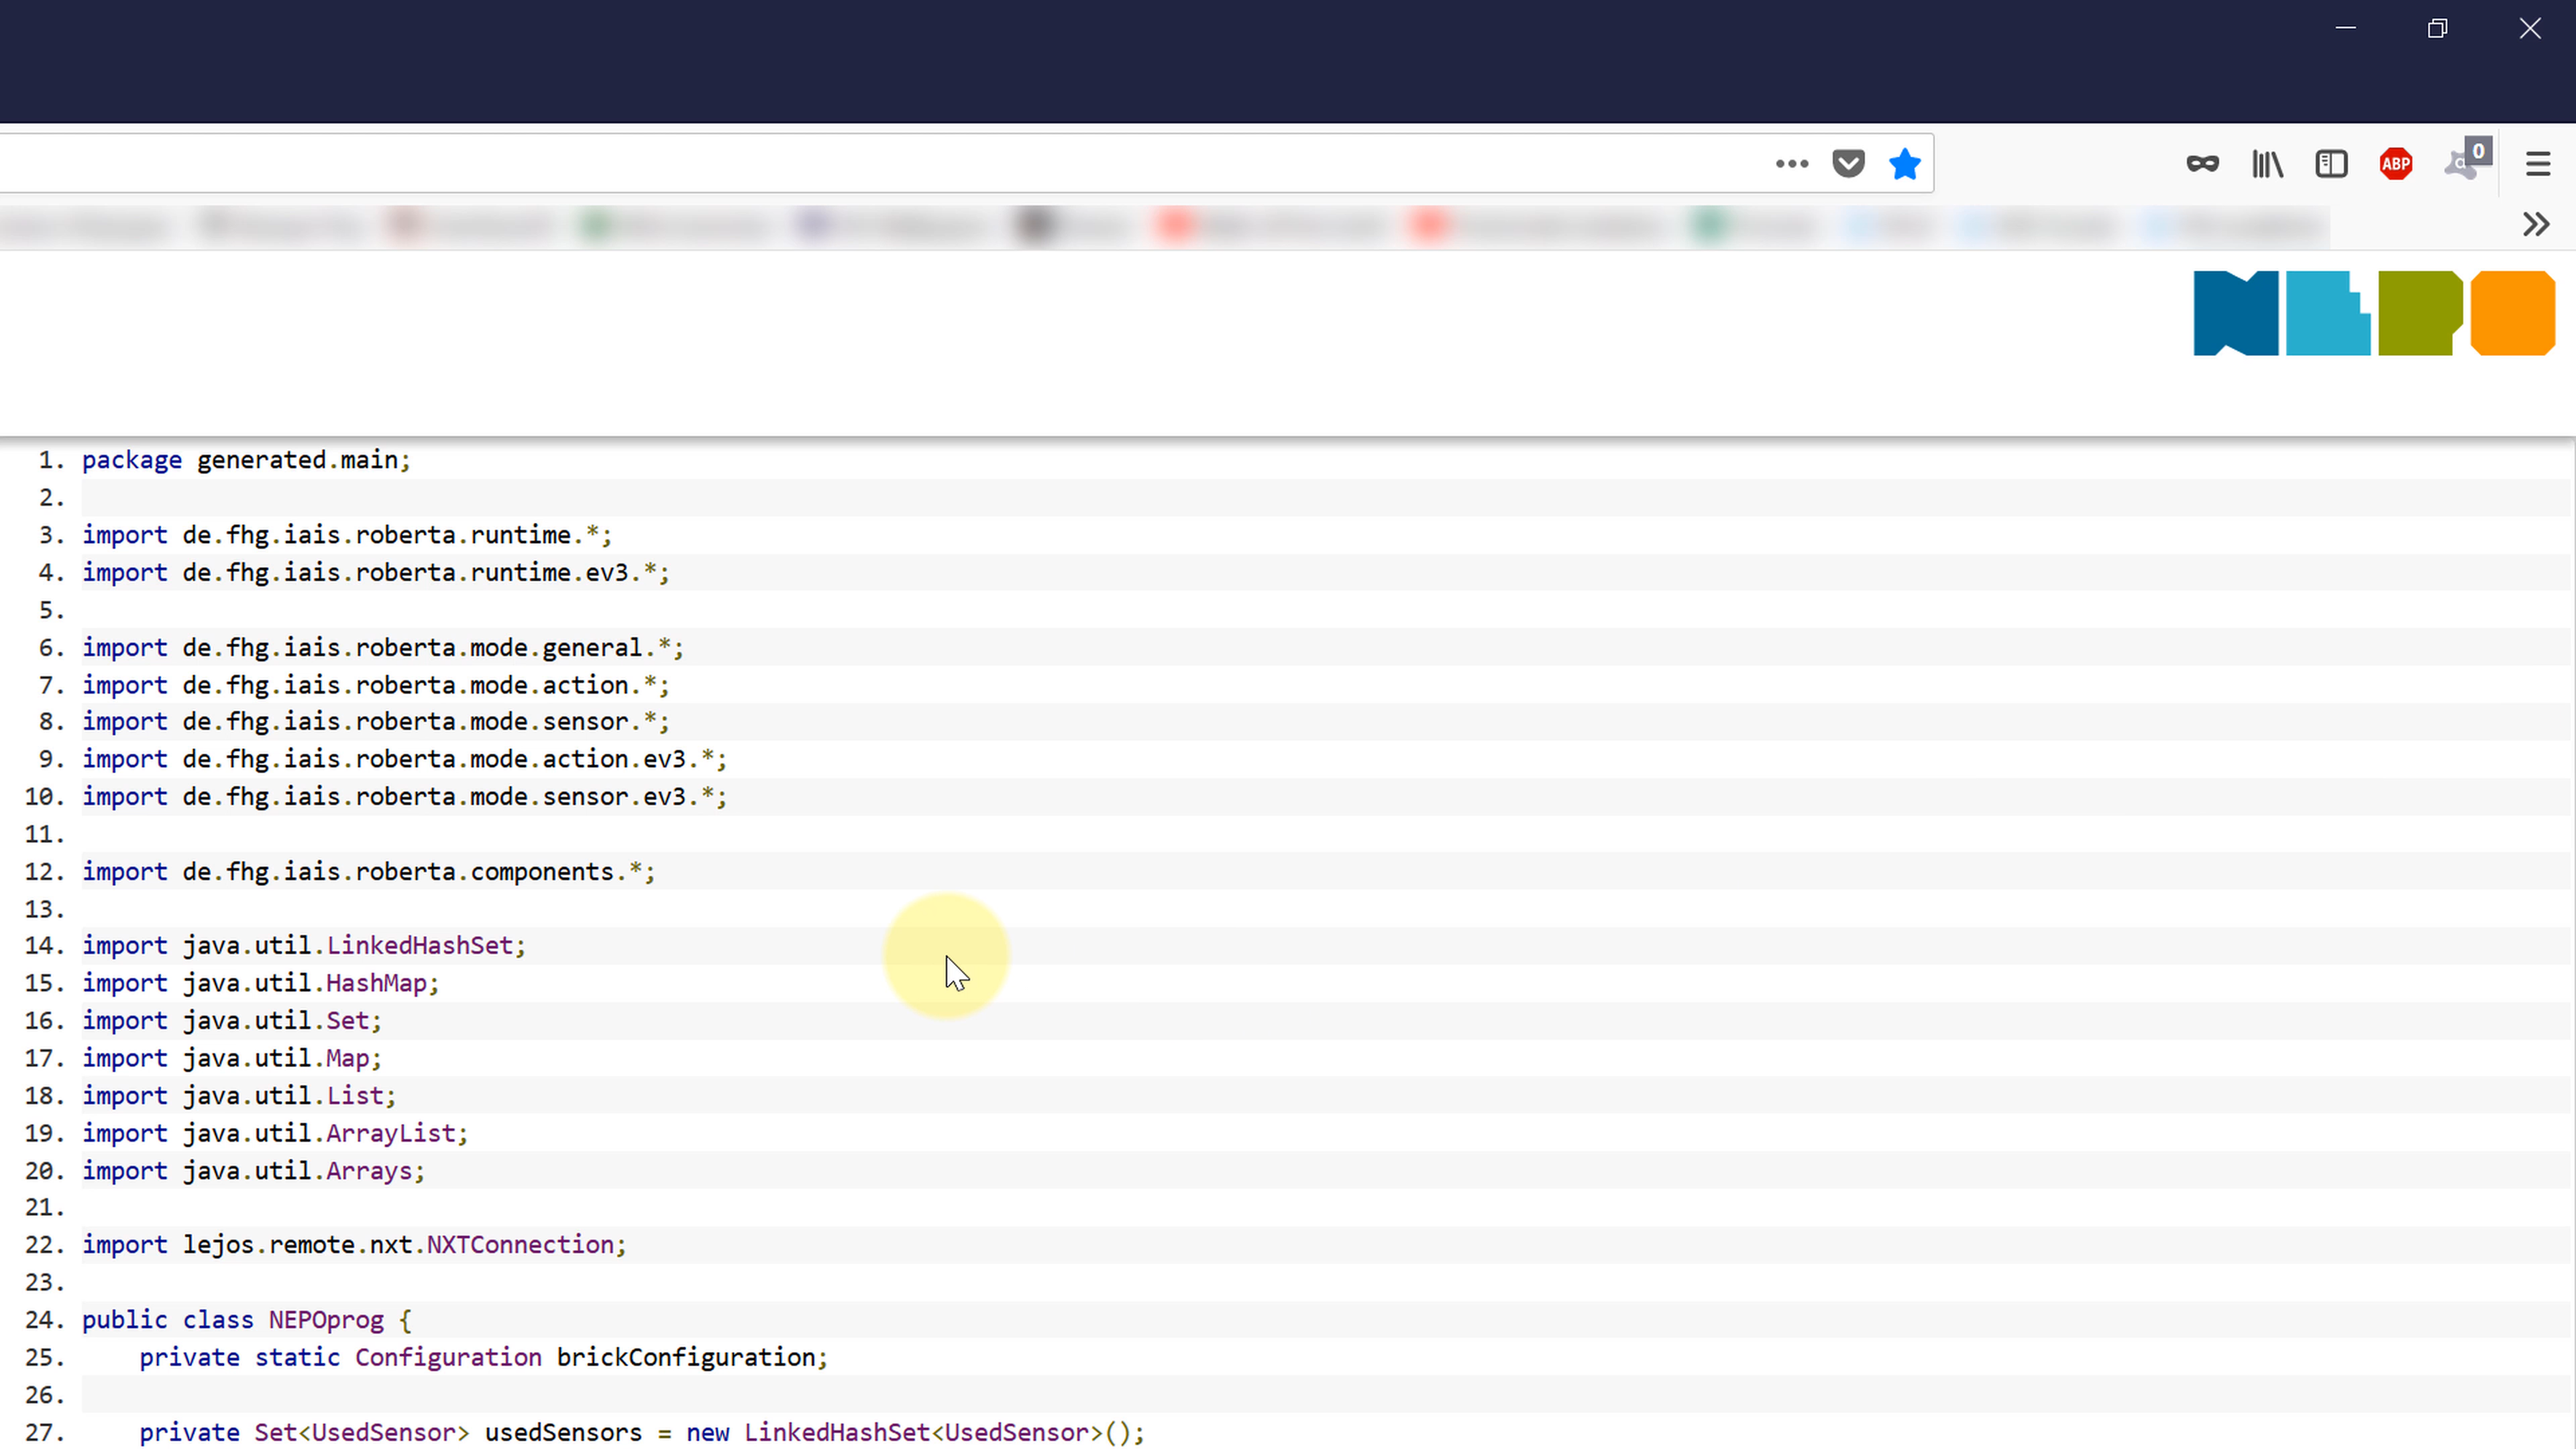 ABP
0
NEPO
1. package generated.main;
2.
3. import de.fhg.iais.roberta.runtime.*;
4. import de.fhg.iais.roberta.runtime.ev3.*;
5.
6. import de.fhg.iais.roberta.mode.general.*;
7. import de.fhg.iais.roberta.mode.action.*;
8. import de.fhg.iais.roberta.mode.sensor.*;
9. import de.fhg.iais.roberta.mode.action.ev3.*;
10. import de.fhg.iais.roberta.mode.sensor.ev3.*;
11.
12. import de.fhg.iais.roberta.components.*;
13.
14. import java.util.LinkedHashSet;
15. import java.util.HashMap;
16. import java.util.Set;
17. import java.util.Map;
18. import java.util.List;
19. import java.util.ArrayList;
20. import java.util.Arrays;
21.
22. import lejos.remote.nxt.NXTConnection;
23.
24. public class NEPOprog {
25.     private static Configuration brickConfiguration;
26.
27.     private Set<UsedSensor> usedSensors = new LinkedHashSet<UsedSensor>();